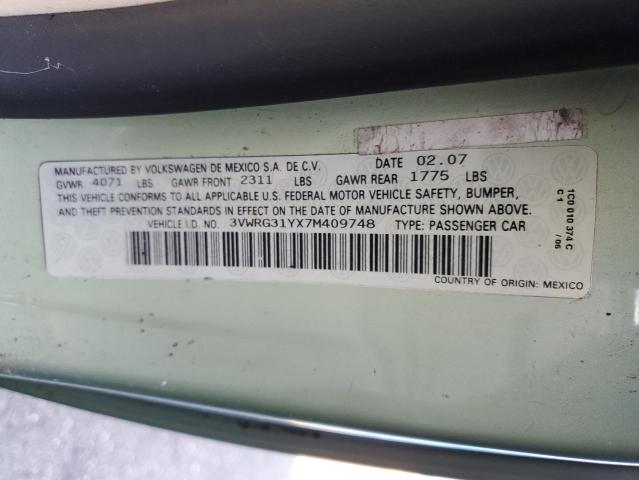 MANUFACTURED BY VOLKSWAGEN DE MEXICO S.A. DE C.V. DATE 02.07
GVWR 4071 LBS GAWR FRONT 2311 LBS GAWR REAR 1775 LBS
THIS VEHICLE CONFORMS TO ALL APPLICABLE U.S. FEDERAL MOTOR VEHICLE SAFETY, BUMPER,
AND THEFT PREVENTION STANDARDS IN EFFECT ON THE DATE OF MANUFACTURE SHOWN ABOVE.
VEHICLE I.D. NO. 3VWRG31YX7M409748 TYPE: PASSENGER CAR
COUNTRY OF ORIGIN: MEXICO
1C0 010 374 C
C1 / 06